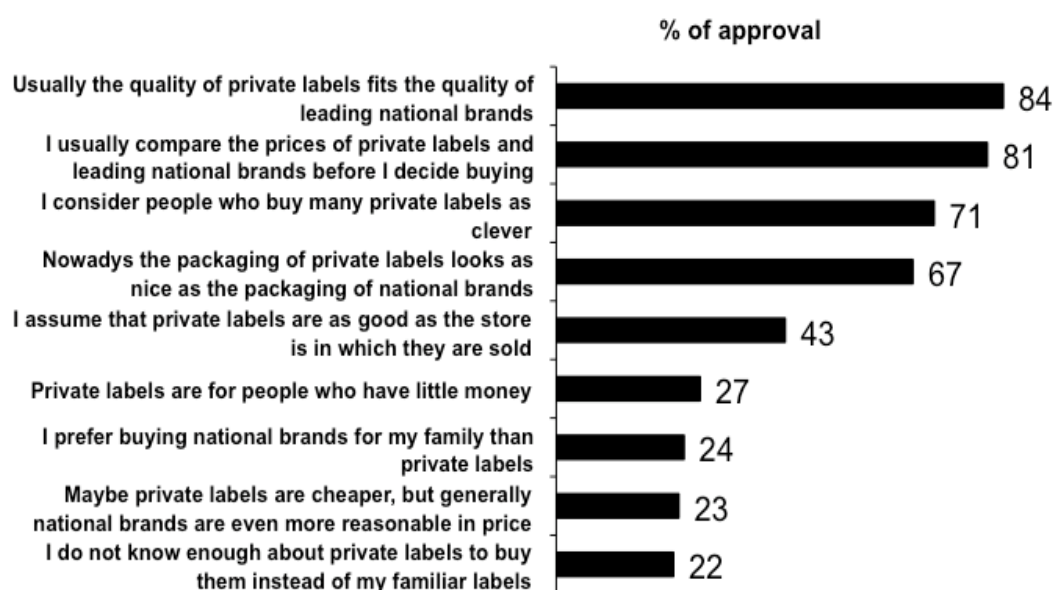 % of approval
Usually the quality of private labels fits the quality of
leading national brands
84
I usually compare the prices of private labels and
leading national brands before I decide buying
81
I consider people who buy many private labels as
clever
71
Nowadys the packaging of private labels looks as
nice as the packaging of national brands
67
I assume that private labels are as good as the store
is in which they are sold
43
Private labels are for people who have little money
27
I prefer buying national brands for my family than
private labels
24
Maybe private labels are cheaper, but generally
national brands are even more reasonable in price
23
I do not know enough about private labels to buy
them instead of my familiar labels
22